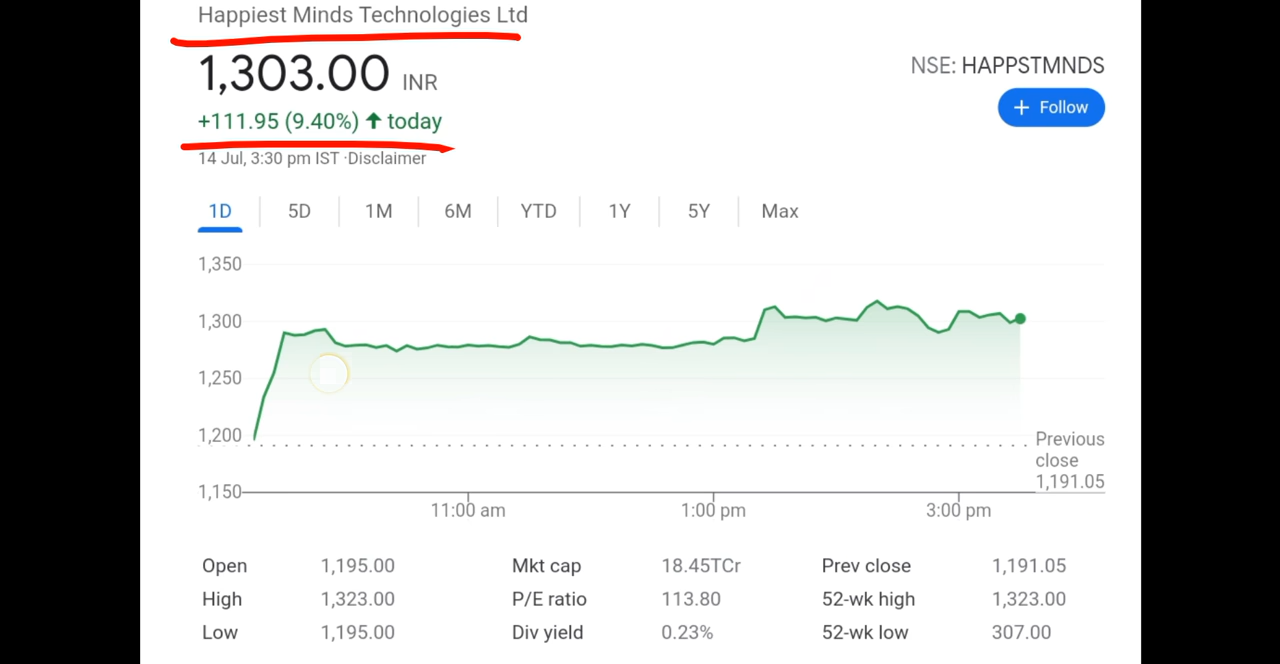 Happiest Minds Technologies Ltd
1,303.00 INR
NSE: HAPPSTMNDS
+ Follow
+111.95 (9.40%) ↑ today
14 Jul, 3:30 pm IST ·Disclaimer
1D 5D 1M 6M YTD 1Y 5Y Max
1,350
1,300
1,250
1,200
1,150
Previous
close
1,191.05
11:00 am 1:00 pm 3:00 pm
Open 1,195.00 Mkt cap 18.45TCr Prev close 1,191.05
High 1,323.00 P/E ratio 113.80 52-wk high 1,323.00
Low 1,195.00 Div yield 0.23% 52-wk low 307.00